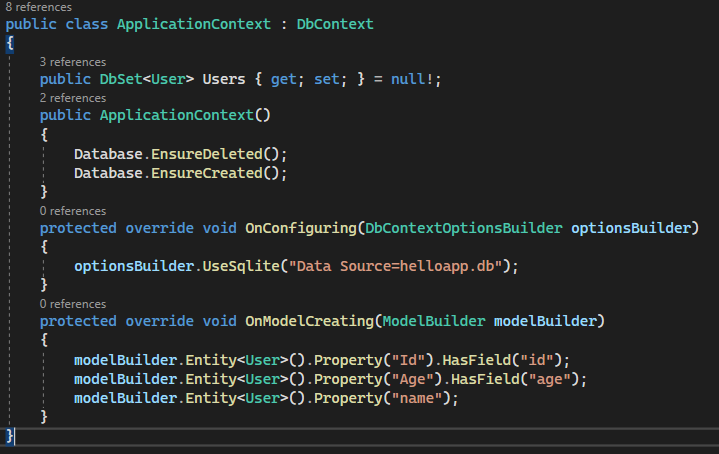 8 references
public class ApplicationContext : DbContext
{
3 references
public DbSet<User> Users { get; set; } = null!;
2 references
public ApplicationContext()
{
Database.EnsureDeleted();
Database.EnsureCreated();
}
0 references
protected override void OnConfiguring(DbContextOptionsBuilder optionsBuilder)
{
optionsBuilder.UseSqlite("Data Source=helloapp.db");
}
0 references
protected override void OnModelCreating(ModelBuilder modelBuilder)
{
modelBuilder.Entity<User>().Property("Id").HasField("id");
modelBuilder.Entity<User>().Property("Age").HasField("age");
modelBuilder.Entity<User>().Property("name");
}
}